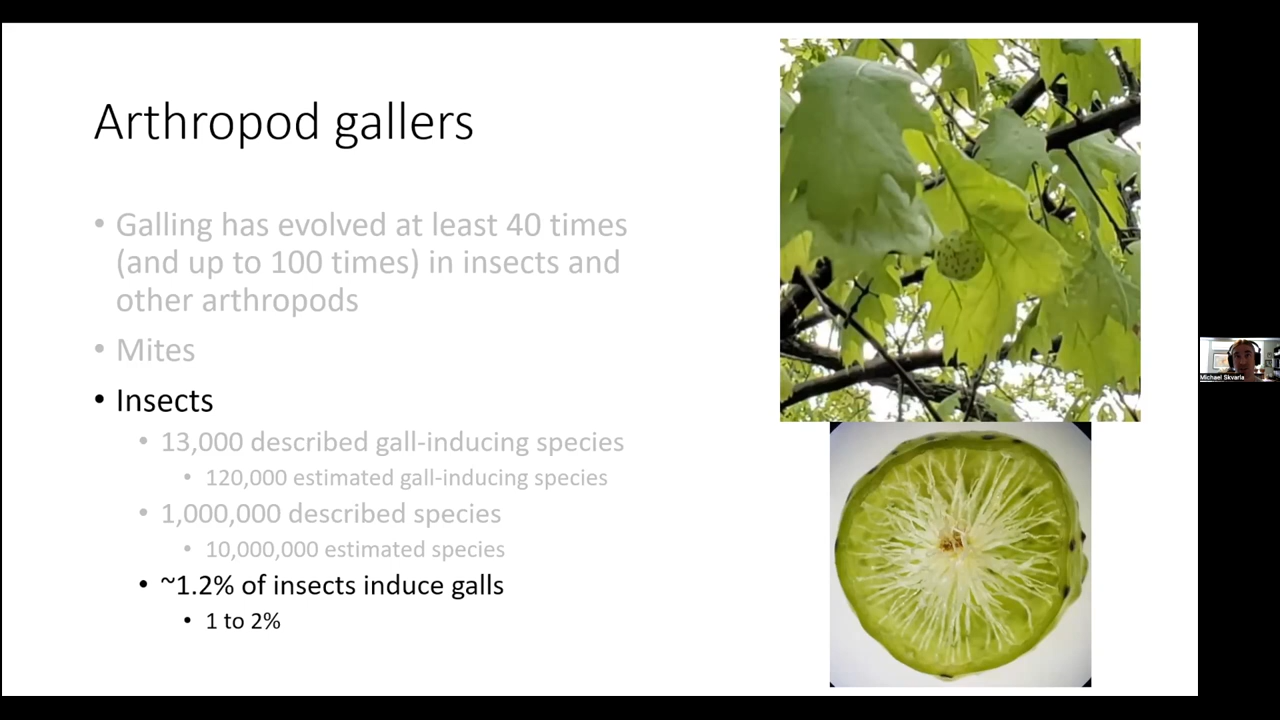 Arthropod gallers
• Galling has evolved at least 40 times
(and up to 100 times) in insects and
other arthropods
• Mites
• Insects
• 13,000 described gall-inducing species
• 120,000 estimated gall-inducing species
• 1,000,000 described species
• 10,000,000 estimated species
• ~1.2% of insects induce galls
• 1 to 2%
Michael Skvarla